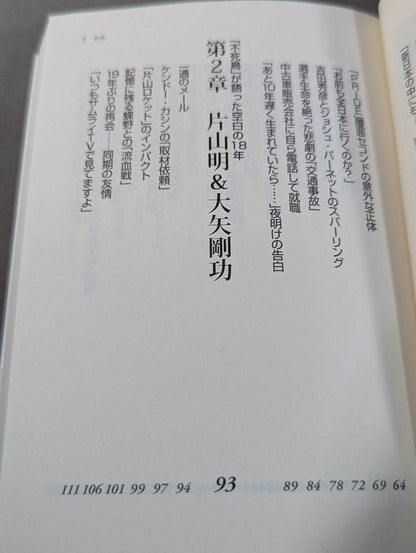 「PRIDE」覆面セコンドの意外な正体 64
「お前も全日本に行くのか?」 69
吉田秀彦とジョシュ・バーネットのスパーリング 72
選手生命を絶った悲劇の「交通事故」 78
中古車販売会社に自ら電話して就職 84
「あと10年遅く生まれていたら……」夜明けの告白 89
第2章 片山明&大矢剛功 93
「不死鳥」が語った空白の18年
一通のメール 94
ケンドー・カシンの「取材依頼」 97
「片山ロケット」のインパクト 99
記憶に残る蝶野との「流血戦」 101
19年ぶりの再会——同期の友情 106
「いつもサムライTVで見てますよ」 111